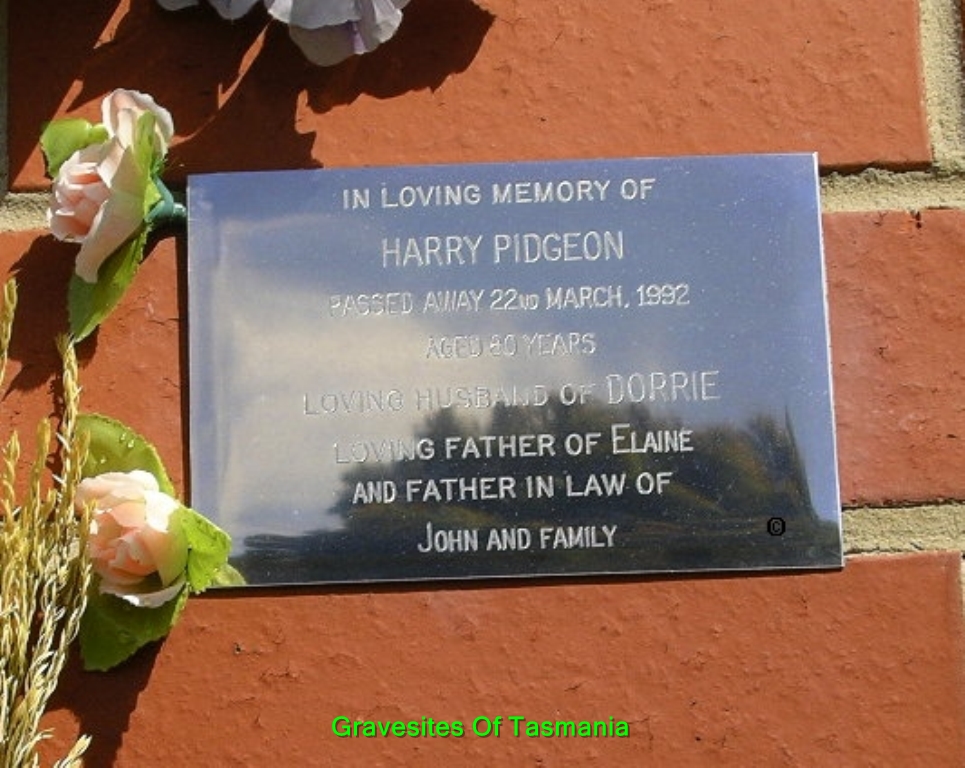 IN LOVING MEMORY OF
HARRY PIDGEON
PASSED AWAY 22ND MARCH, 1992
AGED 80 YEARS
LOVING HUSBAND OF DORRIE
LOVING FATHER OF ELAINE
AND FATHER IN LAW OF
JOHN AND FAMILY
©
Gravesites Of Tasmania